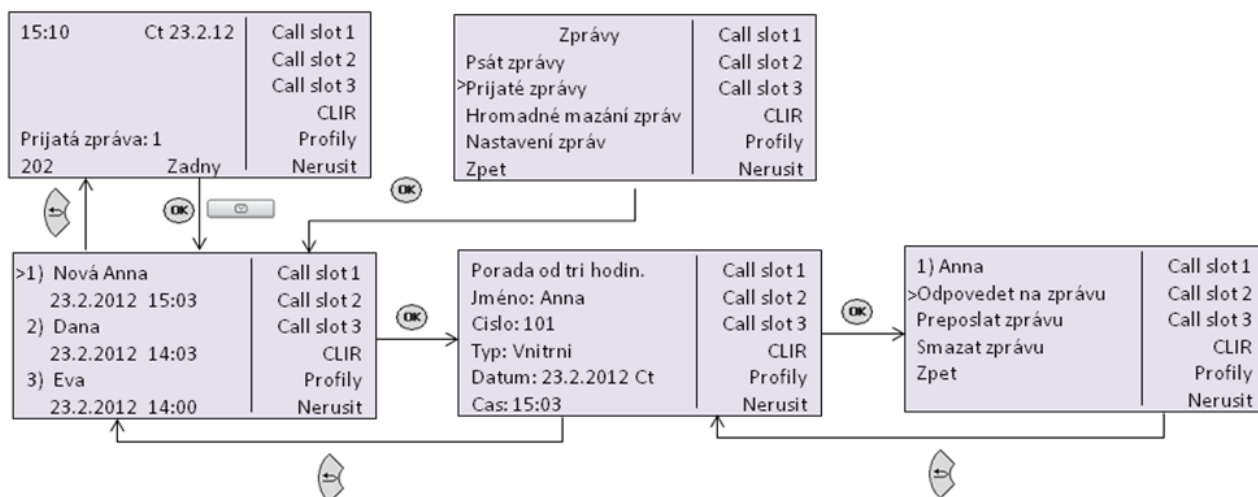 15:10 Ct 23.2.12
Prijatá zpráva: 1
202 Zadny
Call slot 1
Call slot 2
Call slot 3
CLIR
Profily
Nerusit
Zprávy
Psát zprávy
>Prijaté zprávy
Hromadné mazání zpráv
Nastavení zpráv
Zpet
Call slot 1
Call slot 2
Call slot 3
CLIR
Profily
Nerusit
OK
OK
>1) Nová Anna
23.2.2012 15:03
2) Dana
23.2.2012 14:03
3) Eva
23.2.2012 14:00
Call slot 1
Call slot 2
Call slot 3
CLIR
Profily
Nerusit
OK
Porada od tri hodin.
Jméno: Anna
Cislo: 101
Typ: Vnitrni
Datum: 23.2.2012 Ct
Cas: 15:03
Call slot 1
Call slot 2
Call slot 3
CLIR
Profily
Nerusit
OK
1) Anna
>Odpovedet na zprávu
Preposlat zprávu
Smazat zprávu
Zpet
Call slot 1
Call slot 2
Call slot 3
CLIR
Profily
Nerusit